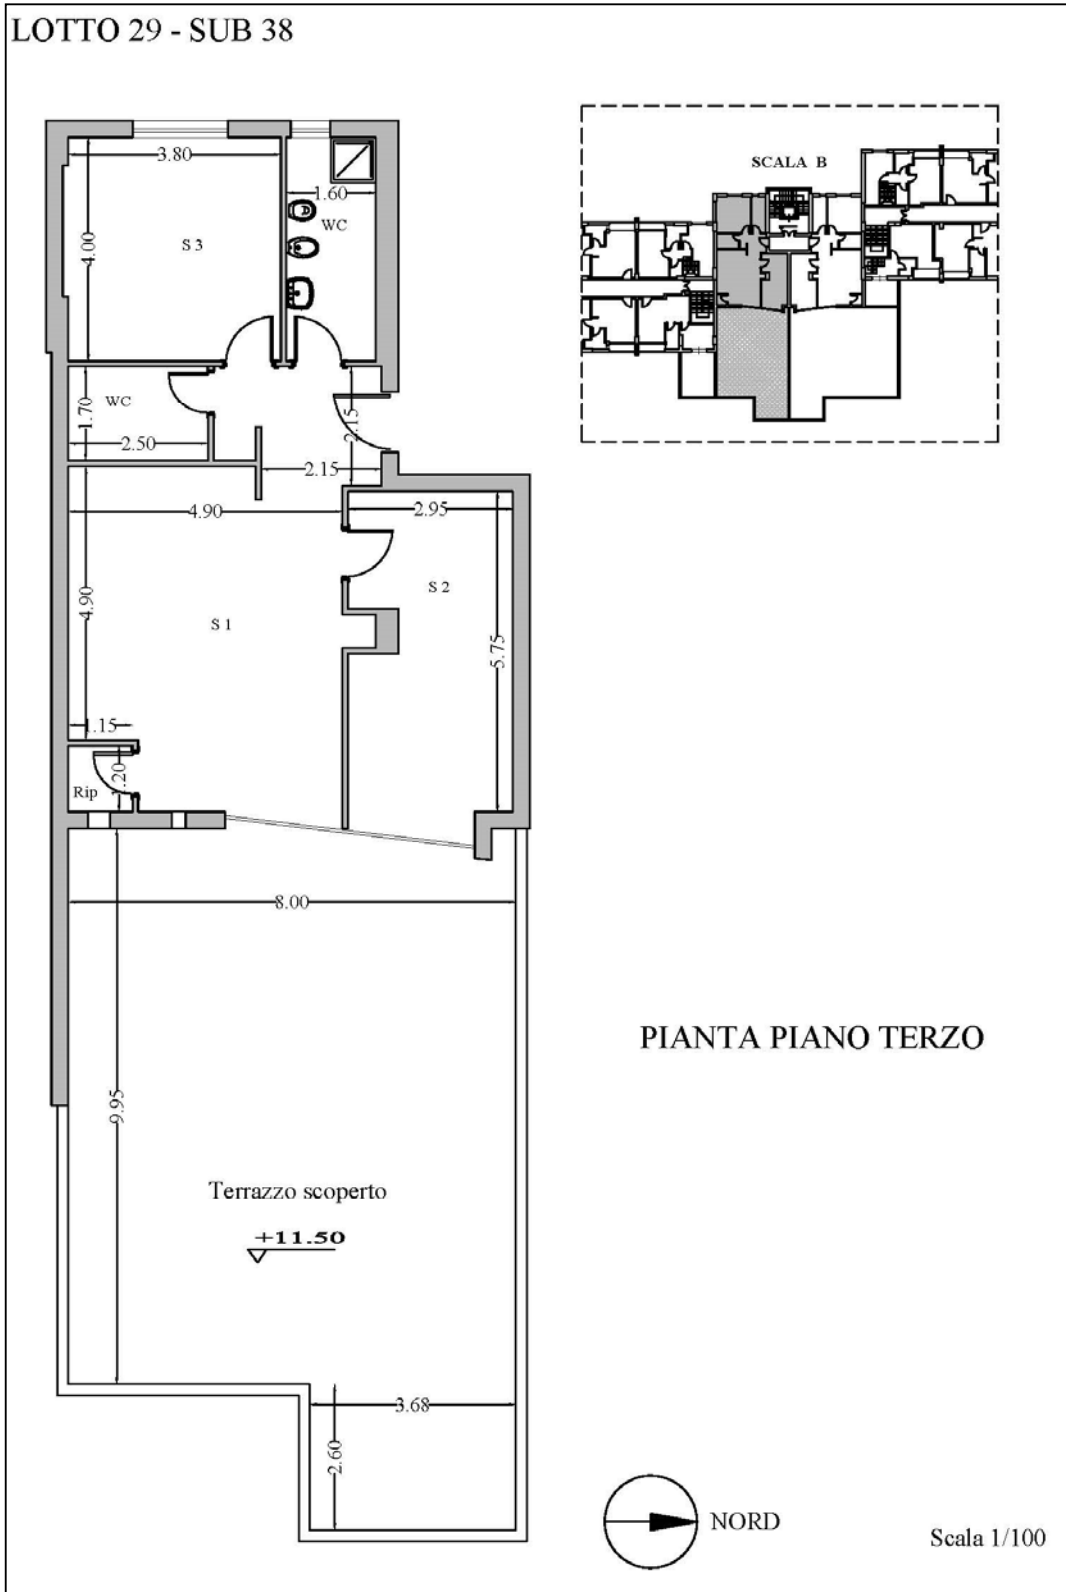 LOTTO 29 - SUB 38
SCALA B
3.80
1.60
WC
S 3
4.00
WC
1.70
2.50
2.15
2.15
4.90
2.95
S 2
4.90
S 1
5.75
1.15
1.20
Rip
8.00
PIANTA PIANO TERZO
9.95
Terrazzo scoperto
+11.50
3.68
2.60
NORD
Scala 1/100